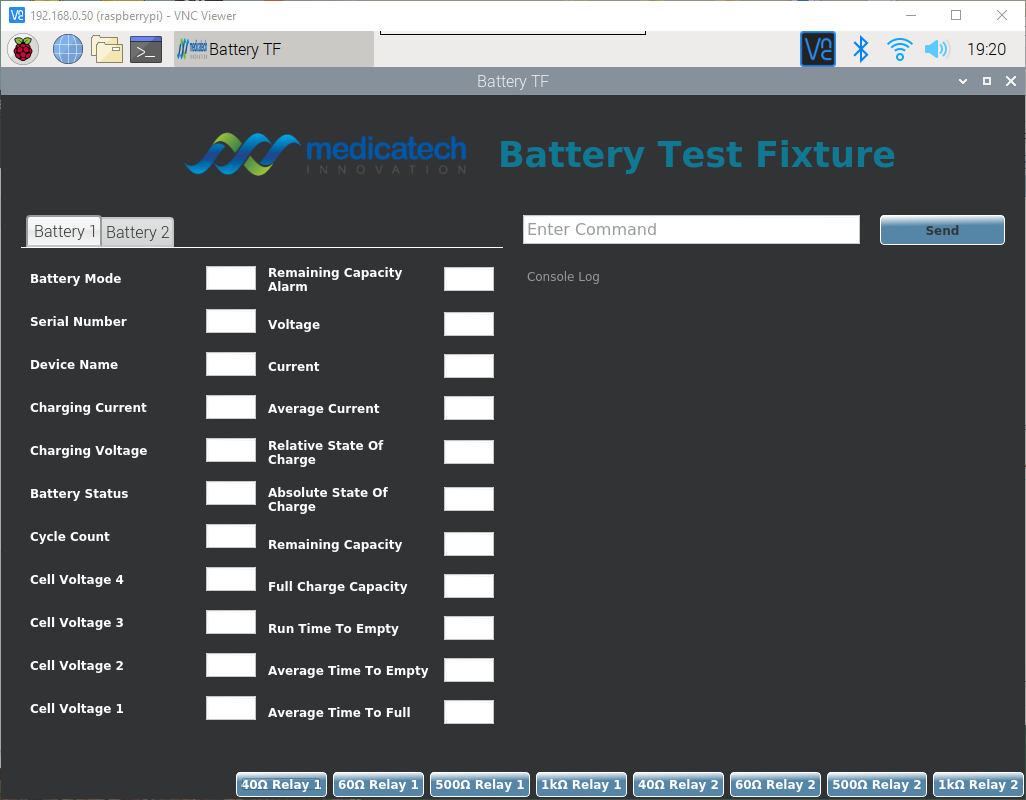 192.168.0.50 (raspberrypi) - VNC Viewer
medicatech INNOVATION Battery TF
19:20
Battery TF
medicatech
INNOVATION
Battery Test Fixture
Battery 1
Battery 2
Enter Command
Send
Console Log
Battery Mode
Remaining Capacity
Alarm
Serial Number
Voltage
Device Name
Current
Charging Current
Average Current
Charging Voltage
Relative State Of
Charge
Battery Status
Absolute State Of
Charge
Cycle Count
Remaining Capacity
Cell Voltage 4
Full Charge Capacity
Cell Voltage 3
Run Time To Empty
Cell Voltage 2
Average Time To Empty
Cell Voltage 1
Average Time To Full
40Ω Relay 1
60Ω Relay 1
500Ω Relay 1
1kΩ Relay 1
40Ω Relay 2
60Ω Relay 2
500Ω Relay 2
1kΩ Relay 2